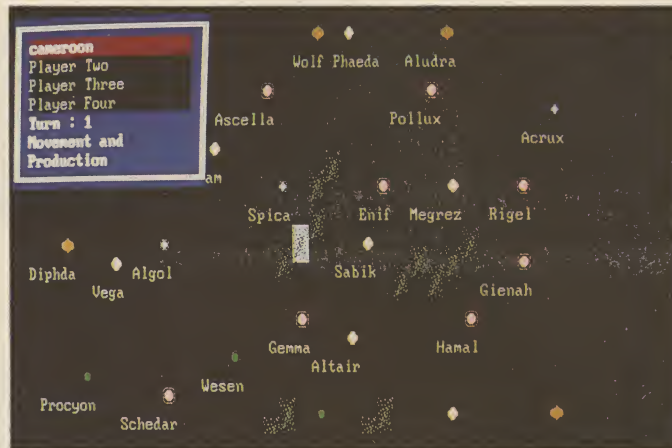 cameroon
Player Two
Player Three
Player Four
Turn : 1
Movement and
Production
Wolf Phaeda Aludra
Ascella Pollux
Acrux
am
Spica Enif Megrez Rigel
Diphda Algol Sabik
Vega Gienah
Gemma Hamal
Altair
Wesen
Procyon
Schedar